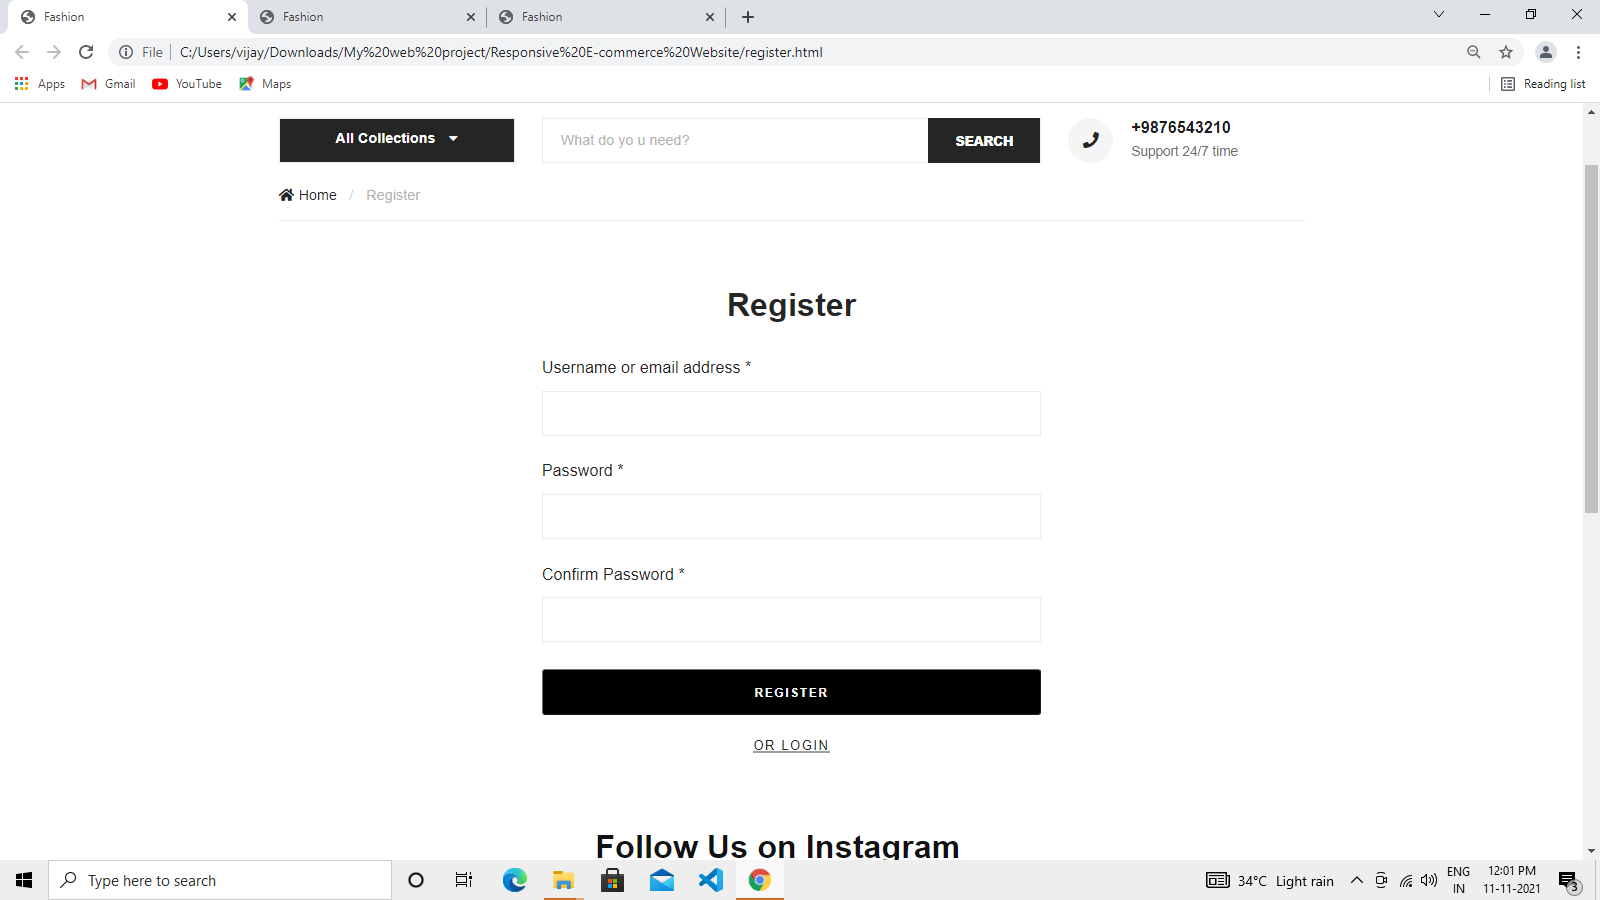 Fashion
Fashion
Fashion
File
C:/Users/vijay/Downloads/My%20web%20project/Responsive%20E-commerce%20Website/register.html
Apps
Gmail
YouTube
Maps
Reading list
All Collections
What do yo u need?
SEARCH
+9876543210
Support 24/7 time
Home / Register
Register
Username or email address *
Password *
Confirm Password *
REGISTER
OR LOGIN
Follow Us on Instagram
Type here to search
34°C Light rain
ENG
IN
12:01 PM
11-11-2021
3